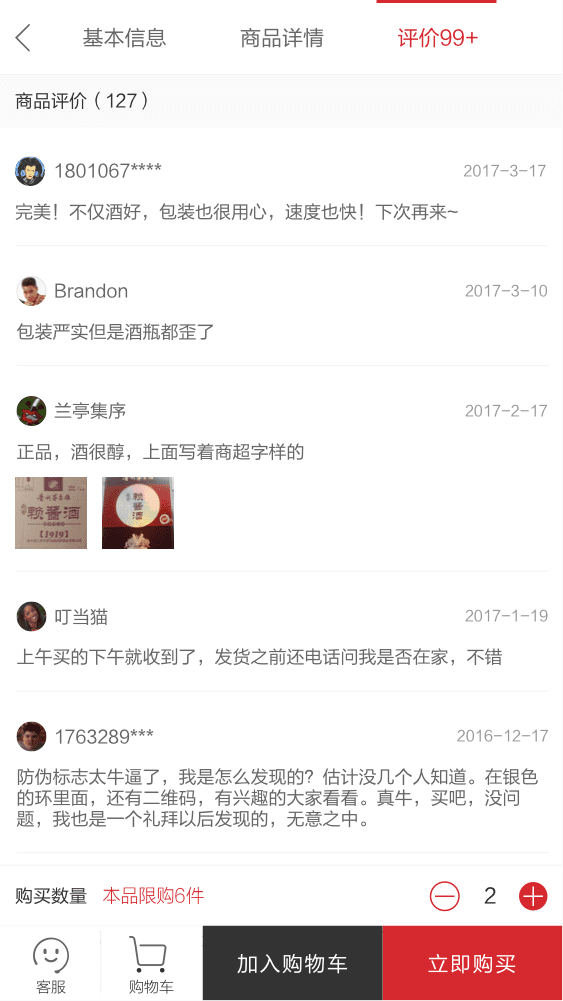 基本信息 商品详情 评价99+
商品评价（127）
1801067**** 2017-3-17
完美！不仅酒好，包装也很用心，速度也快！下次再来~
Brandon 2017-3-10
包装严实但是酒瓶都歪了
兰亭集序 2017-2-17
正品，酒很醇，上面写着商超字样的
赖酱酒
【1919】
赖酱酒
叮当猫 2017-1-19
上午买的下午就收到了，发货之前还电话问我是否在家，不错
1763289*** 2016-12-17
防伪标志太牛逼了，我是怎么发现的？估计没几个人知道。在银色
的环里面，还有二维码，有兴趣的大家看看。真牛，买吧，没问
题，我也是一个礼拜以后发现的，无意之中。
购买数量 本品限购6件 2
客服 购物车 加入购物车 立即购买